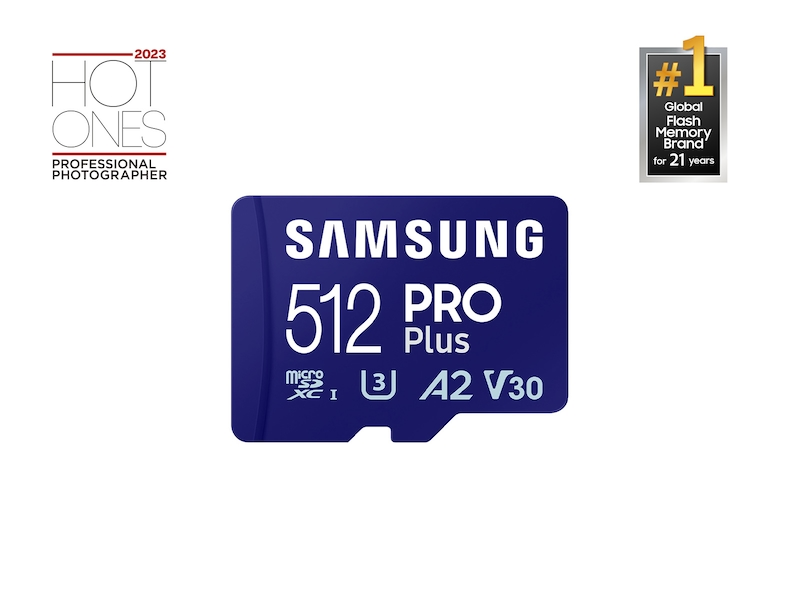 2023
HOT
ONES
PROFESSIONAL
PHOTOGRAPHER
#1
Global
Flash
Memory
Brand
for 21 years
SAMSUNG
512 PRO
Plus
micro
SD
XC I U3 A2 V30